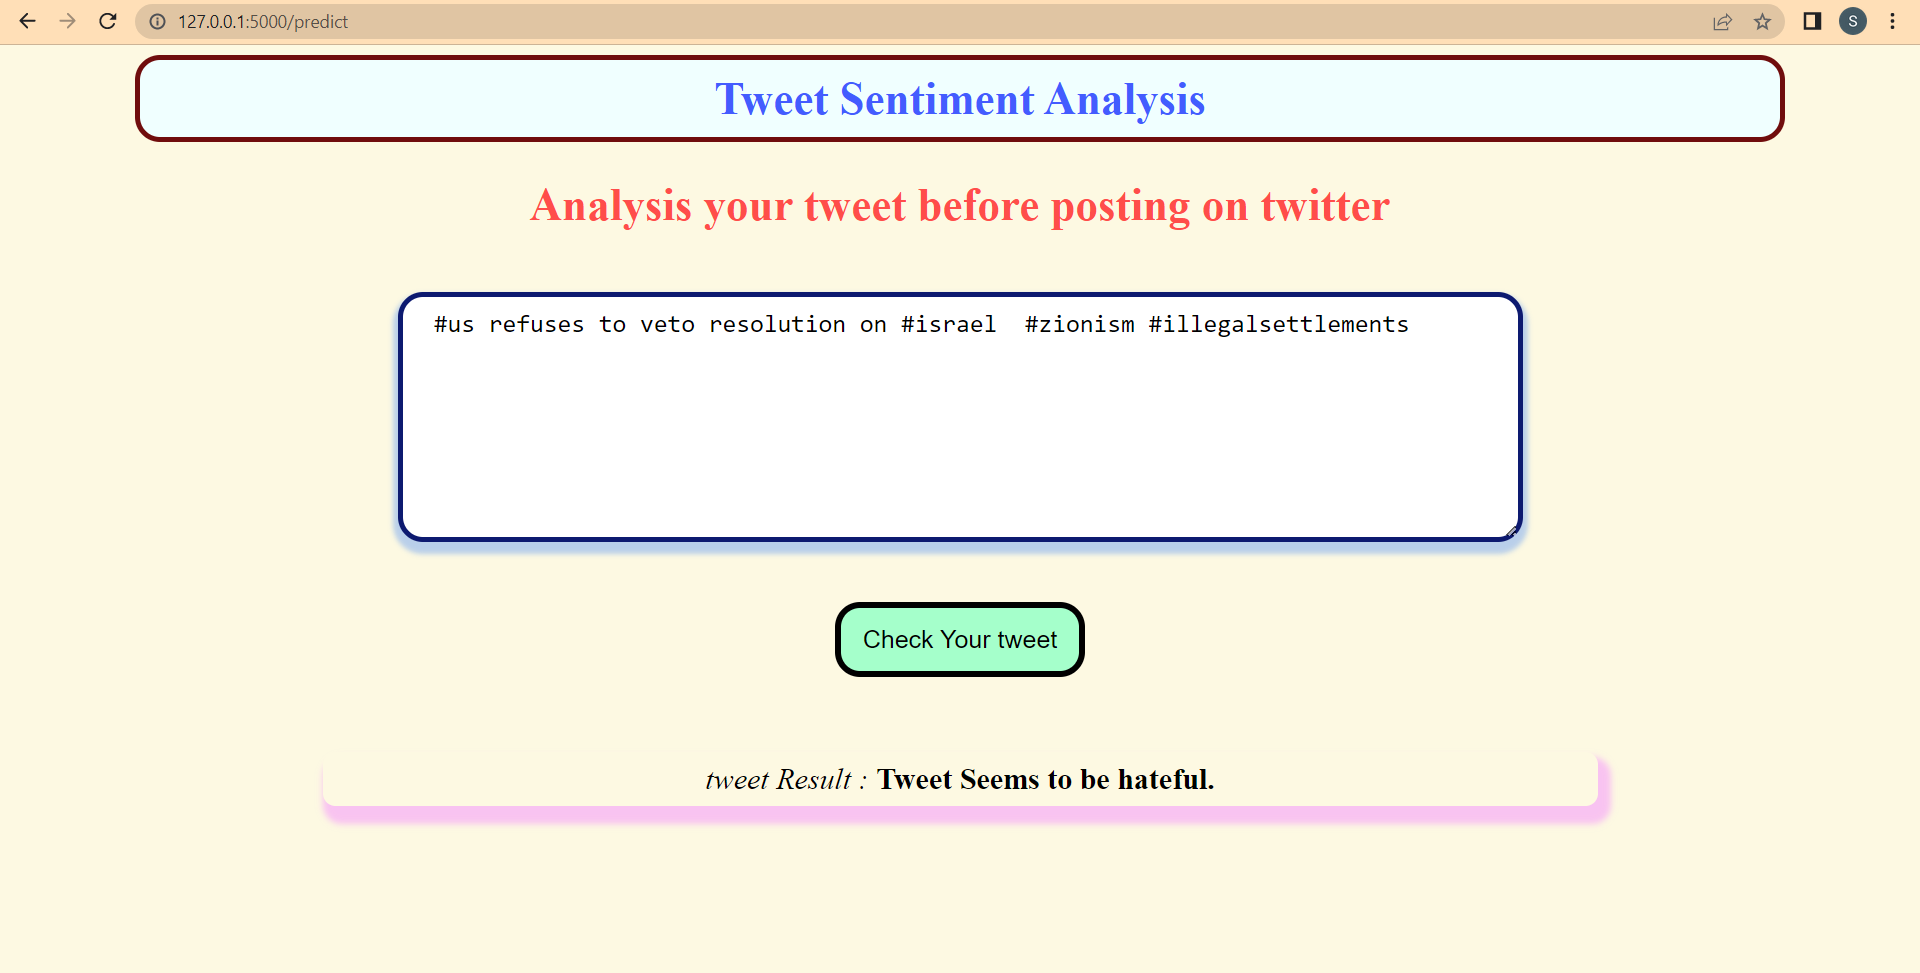 127.0.0.1:5000/predict
S
Tweet Sentiment Analysis
Analysis your tweet before posting on twitter
#us refuses to veto resolution on #israel  #zionism #illegalsettlements
Check Your tweet
tweet Result : Tweet Seems to be hateful.